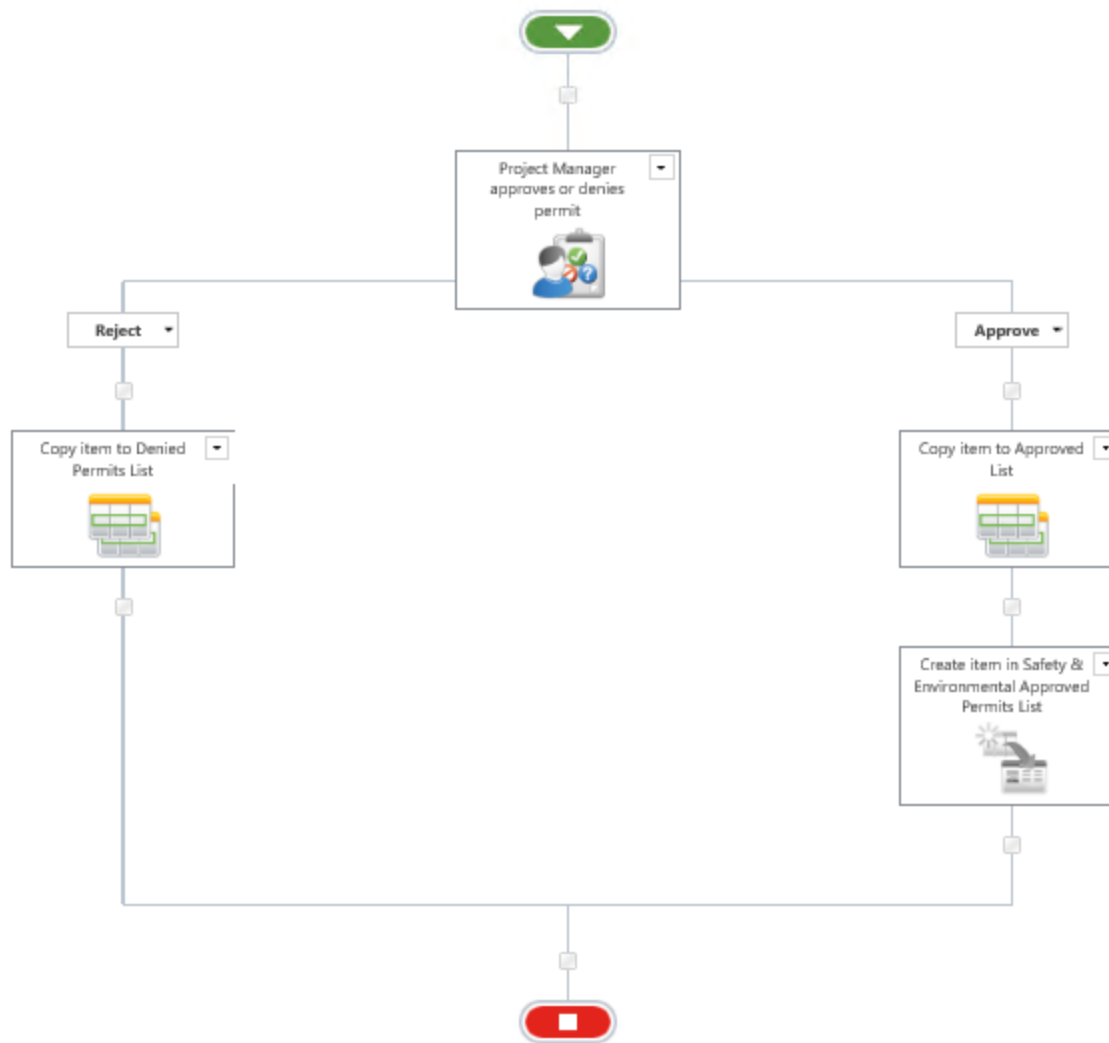 Project Manager
approves or denies
permit
Reject
Approve
Copy item to Denied
Permits List
Copy item to Approved
List
Create item in Safety &
Environmental Approved
Permits List